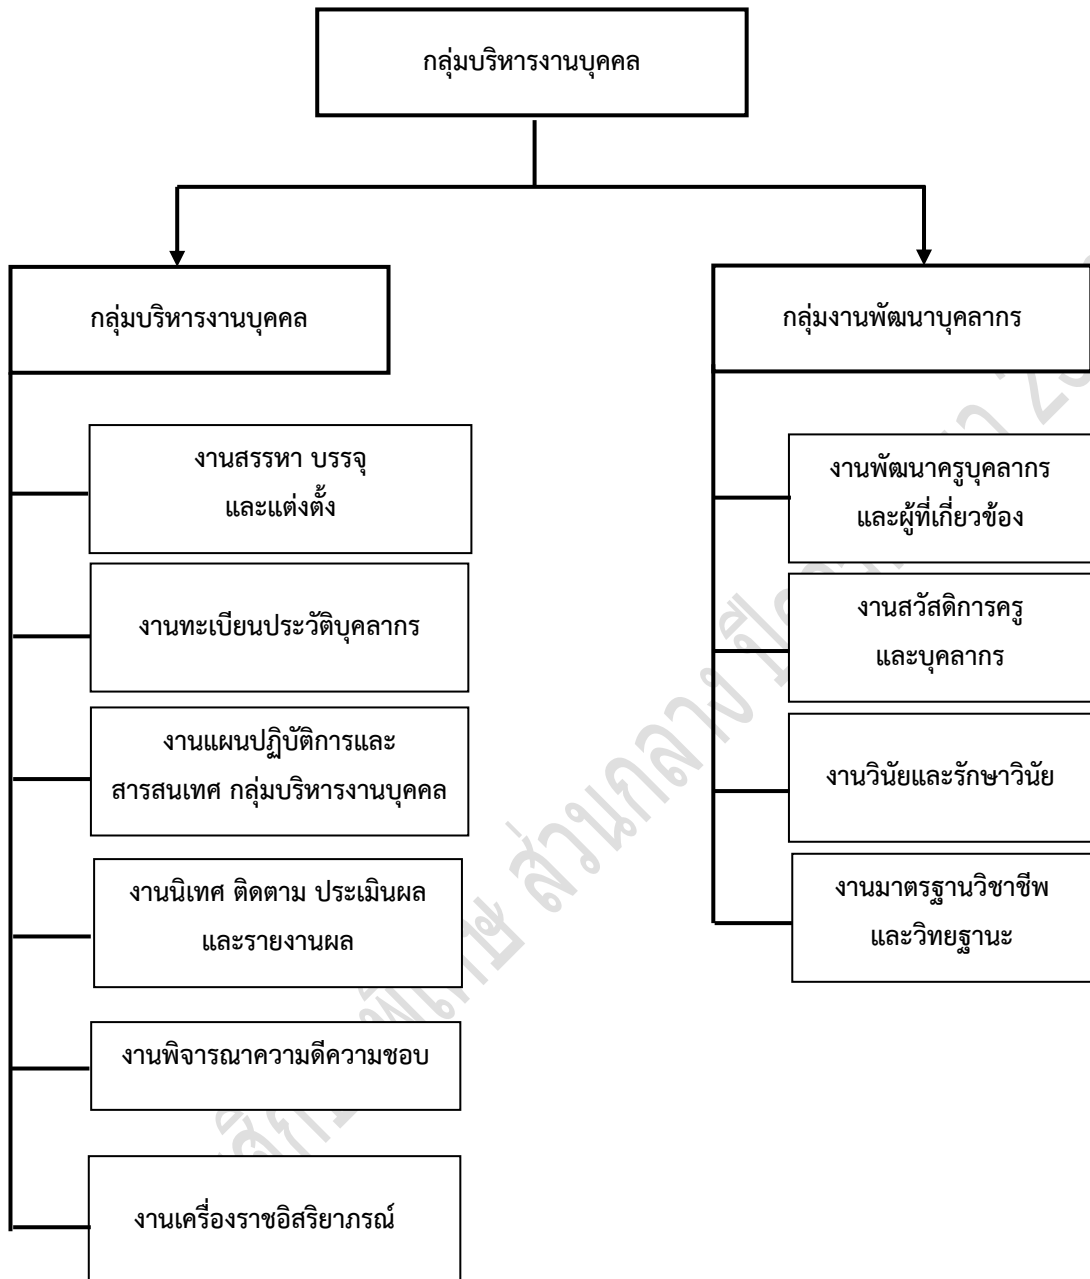 กลุ่มบริหารงานบุคคล
กลุ่มบริหารงานบุคคล
งานสรรหา บรรจุ
และแต่งตั้ง
งานทะเบียนประวัติบุคลากร
งานแผนปฏิบัติการและ
สารสนเทศ กลุ่มบริหารงานบุคคล
งานนิเทศ ติดตาม ประเมินผล
และรายงานผล
งานพิจารณาความดีความชอบ
งานเครื่องราชอิสริยาภรณ์
กลุ่มงานพัฒนาบุคลากร
งานพัฒนาครูบุคลากร
และผู้ที่เกี่ยวข้อง
งานสวัสดิการครู
และบุคลากร
งานวินัยและรักษาวินัย
งานมาตรฐานวิชาชีพ
และวิทยฐานะ
ส่วนกลาง